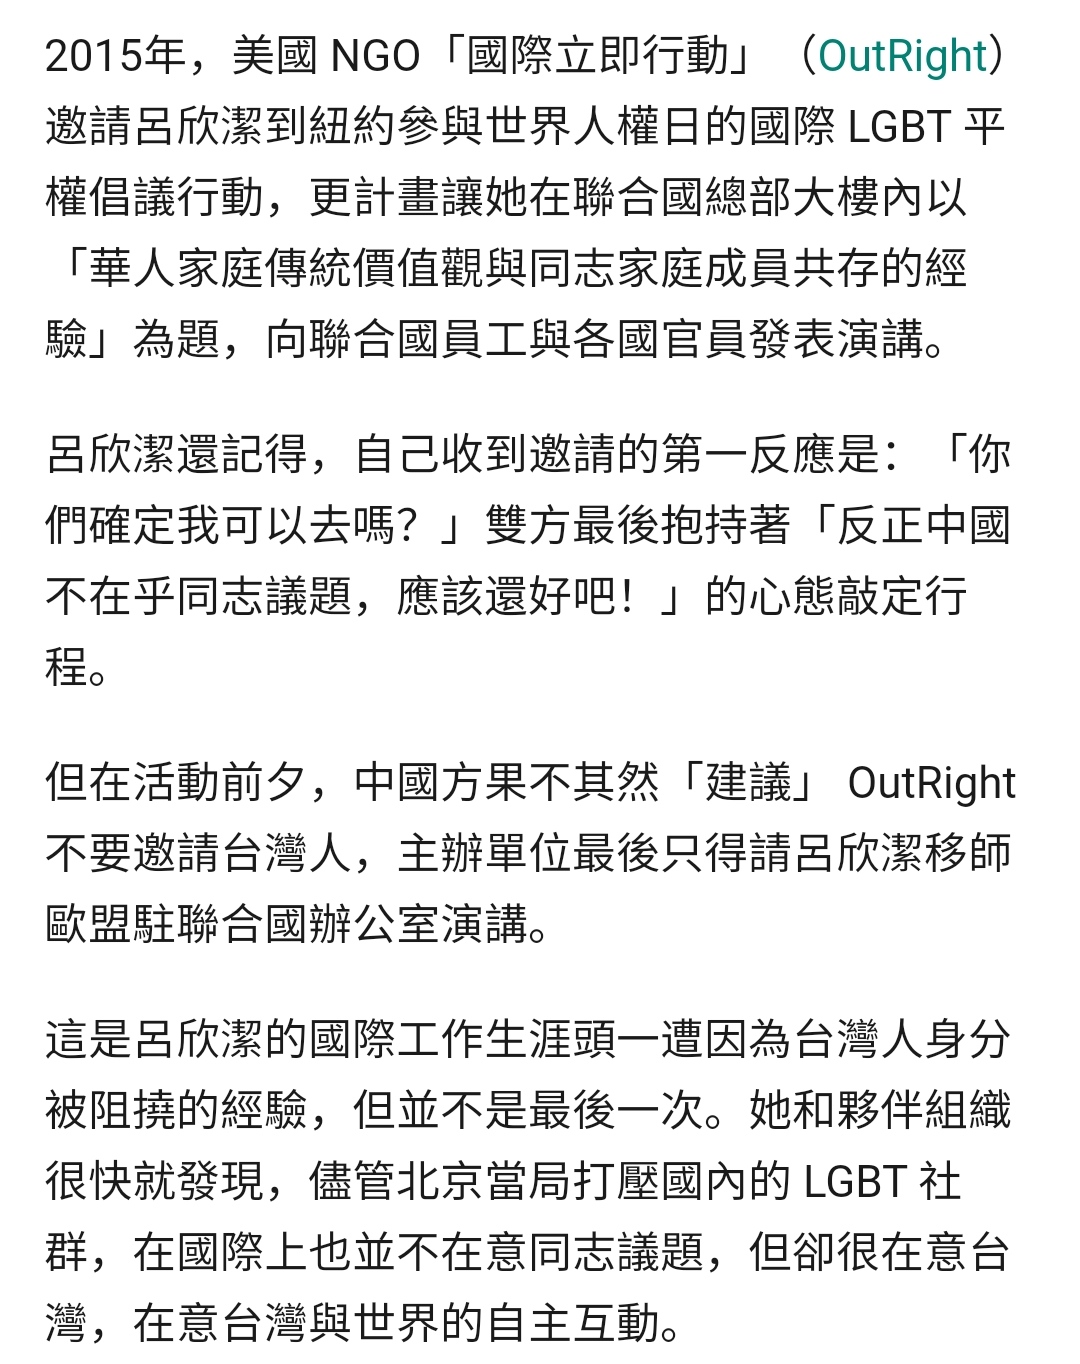 2015年，美國 NGO「國際立即行動」（OutRight）
邀請呂欣潔到紐約參與世界人權日的國際 LGBT 平
權倡議行動，更計畫讓她在聯合國總部大樓內以
「華人家庭傳統價值觀與同志家庭成員共存的經
驗」為題，向聯合國員工與各國官員發表演講。
呂欣潔還記得，自己收到邀請的第一反應是：「你
們確定我可以去嗎？」雙方最後抱持著「反正中國
不在乎同志議題，應該還好吧！」的心態敲定行
程。
但在活動前夕，中國方果不其然「建議」 OutRight
不要邀請台灣人，主辦單位最後只得請呂欣潔移師
歐盟駐聯合國辦公室演講。
這是呂欣潔的國際工作生涯頭一遭因為台灣人身分
被阻撓的經驗，但並不是最後一次。她和夥伴組織
很快就發現，儘管北京當局打壓國內的 LGBT 社
群，在國際上也並不在意同志議題，但卻很在意台
灣，在意台灣與世界的自主互動。